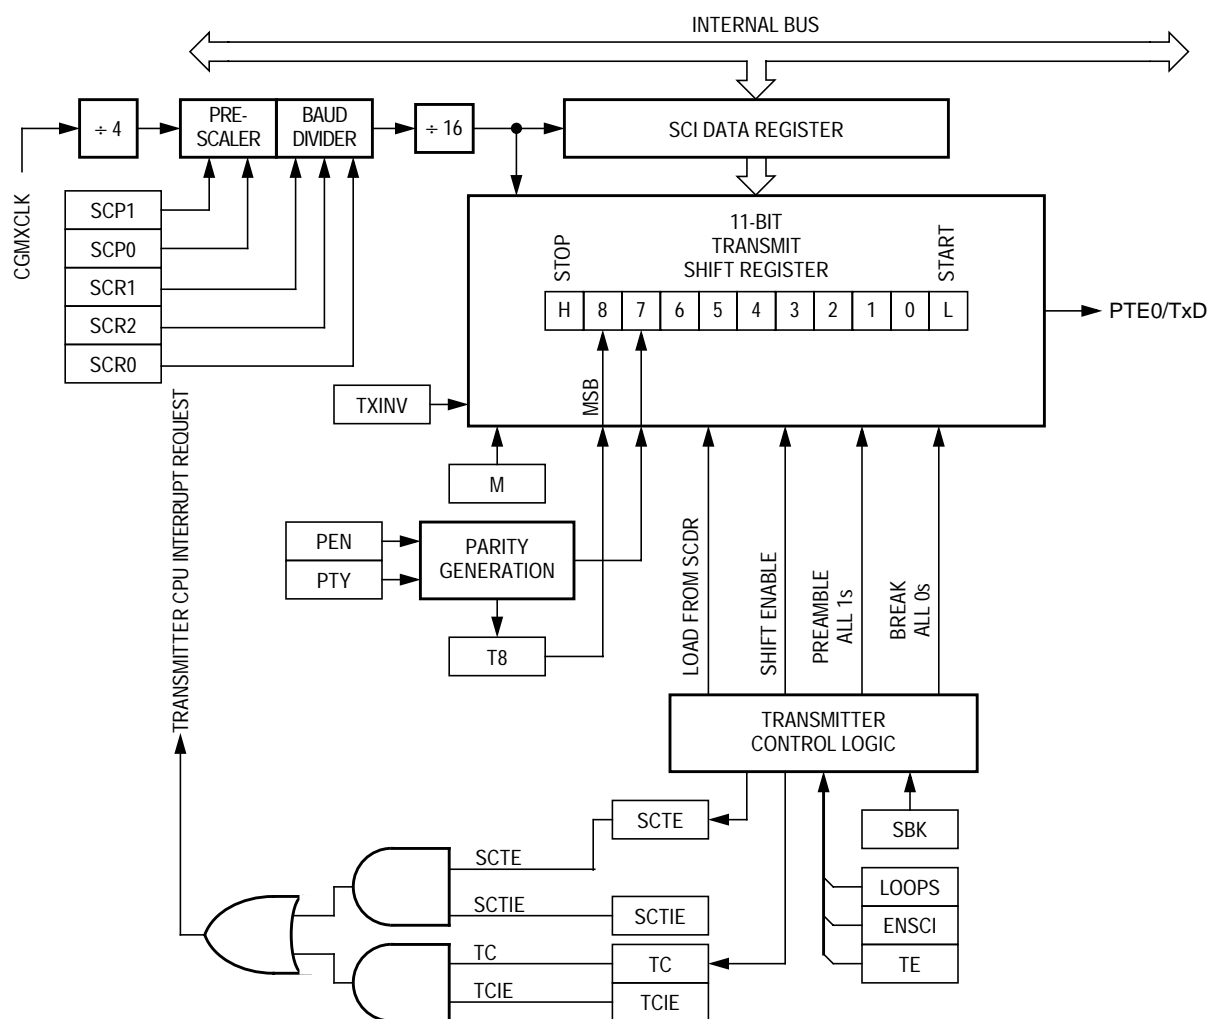 INTERNAL BUS
÷ 4
PRE-
SCALER
BAUD
DIVIDER
÷ 16
SCI DATA REGISTER
CGMXCLK
SCP1
SCP0
SCR1
SCR2
SCR0
11-BIT
TRANSMIT
SHIFT REGISTER
STOP
START
H 8 7 6 5 4 3 2 1 0 L
PTE0/TxD
TXINV
MSB
M
PEN
PTY
PARITY
GENERATION
T8
TRANSMITTER CPU INTERRUPT REQUEST
LOAD FROM SCDR
SHIFT ENABLE
PREAMBLE
ALL 1s
BREAK
ALL 0s
TRANSMITTER
CONTROL LOGIC
SCTE
SCTE
SBK
SCTIE
SCTIE
LOOPS
ENSCI
TE
TC
TC
TCIE
TCIE